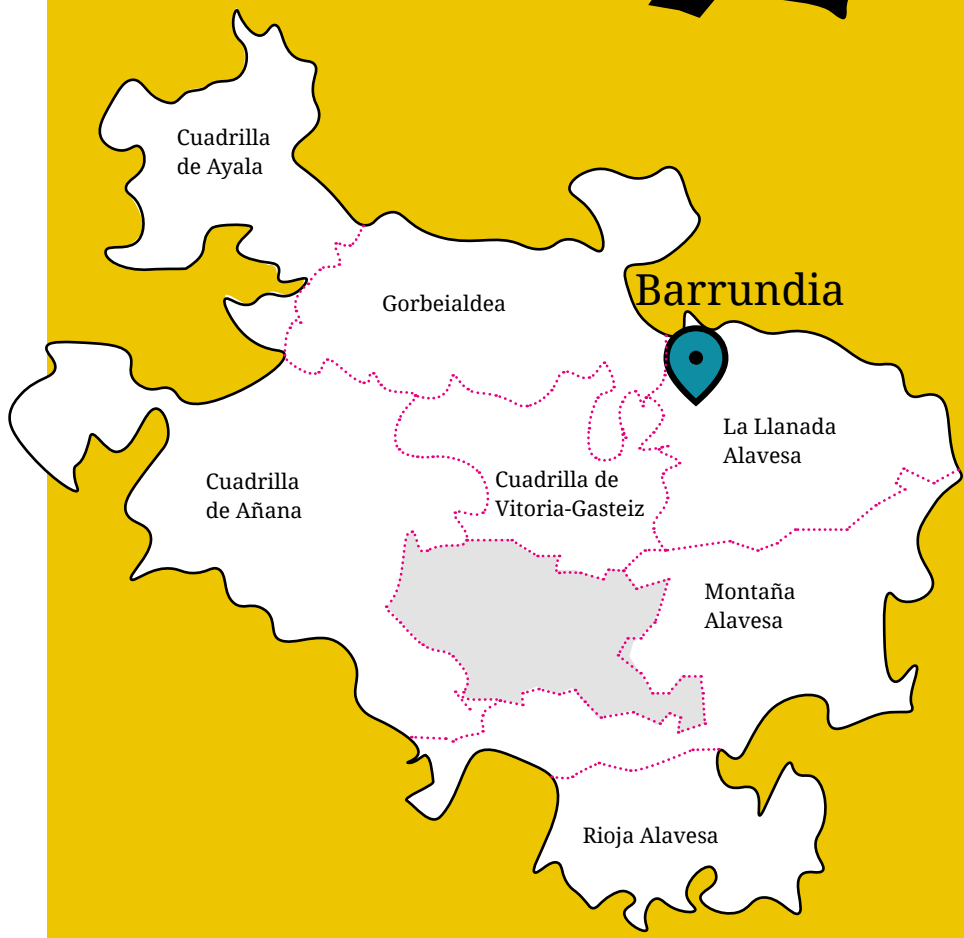 Cuadrilla
de Ayala
Gorbeialdea
Barrundia
La Llanada
Alavesa
Cuadrilla
de Añana
Cuadrilla de
Vitoria-Gasteiz
Montaña
Alavesa
Rioja Alavesa